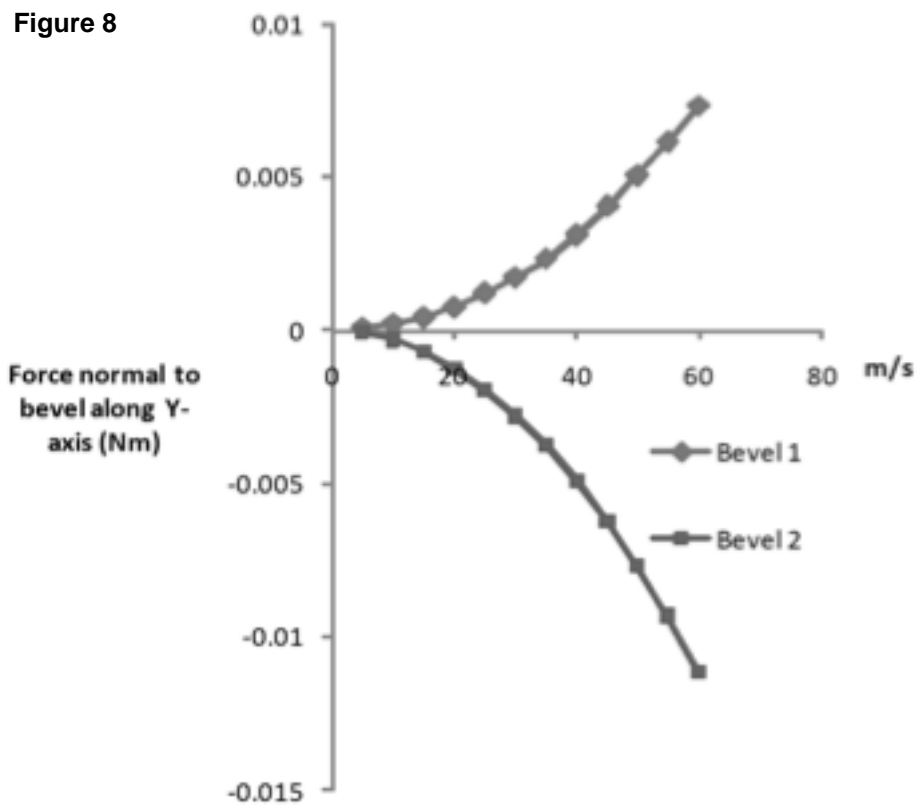 Figure 8
0.01
0.005
0
-0.005
-0.01
-0.015
Force normal to
bevel along Y-
axis (Nm)
0 20 40 60 80 m/s
Bevel 1
Bevel 2